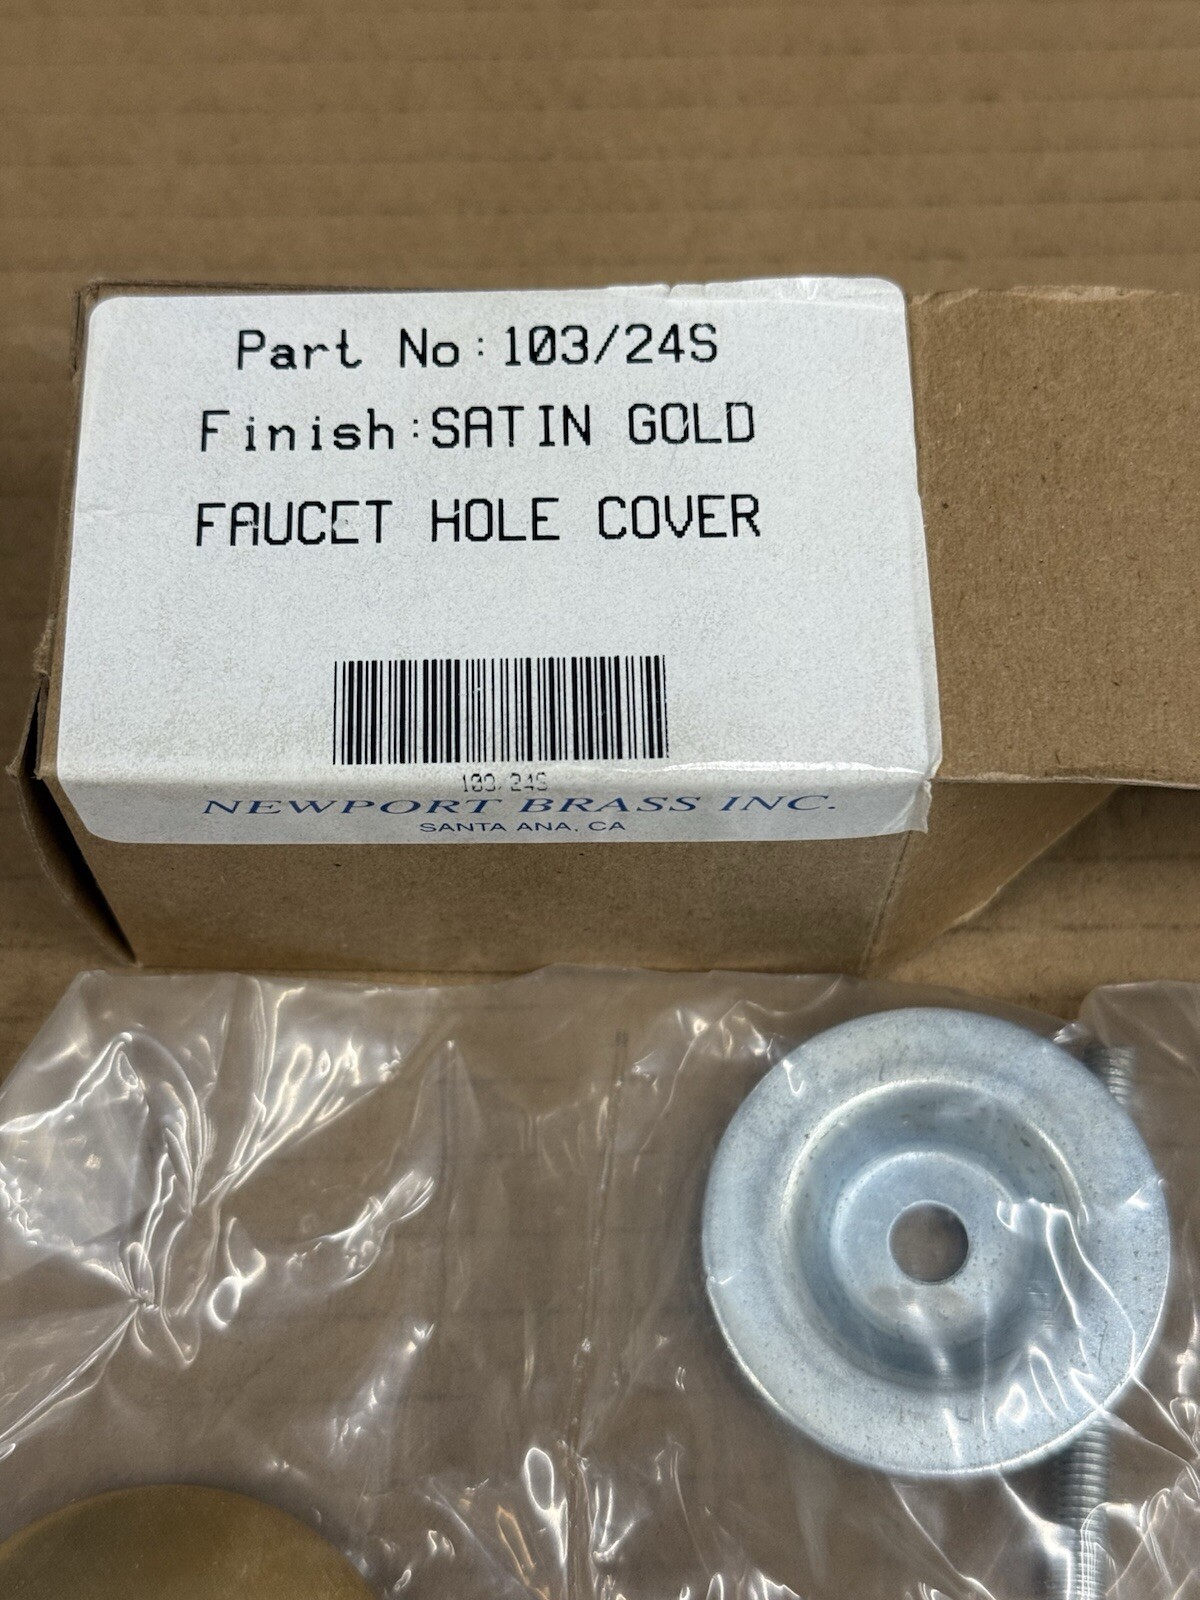 Part No:103/24S
Finish:SATIN GOLD
FAUCET HOLE COVER
103/24S
NEWPORT BRASS INC.
SANTA ANA, CA